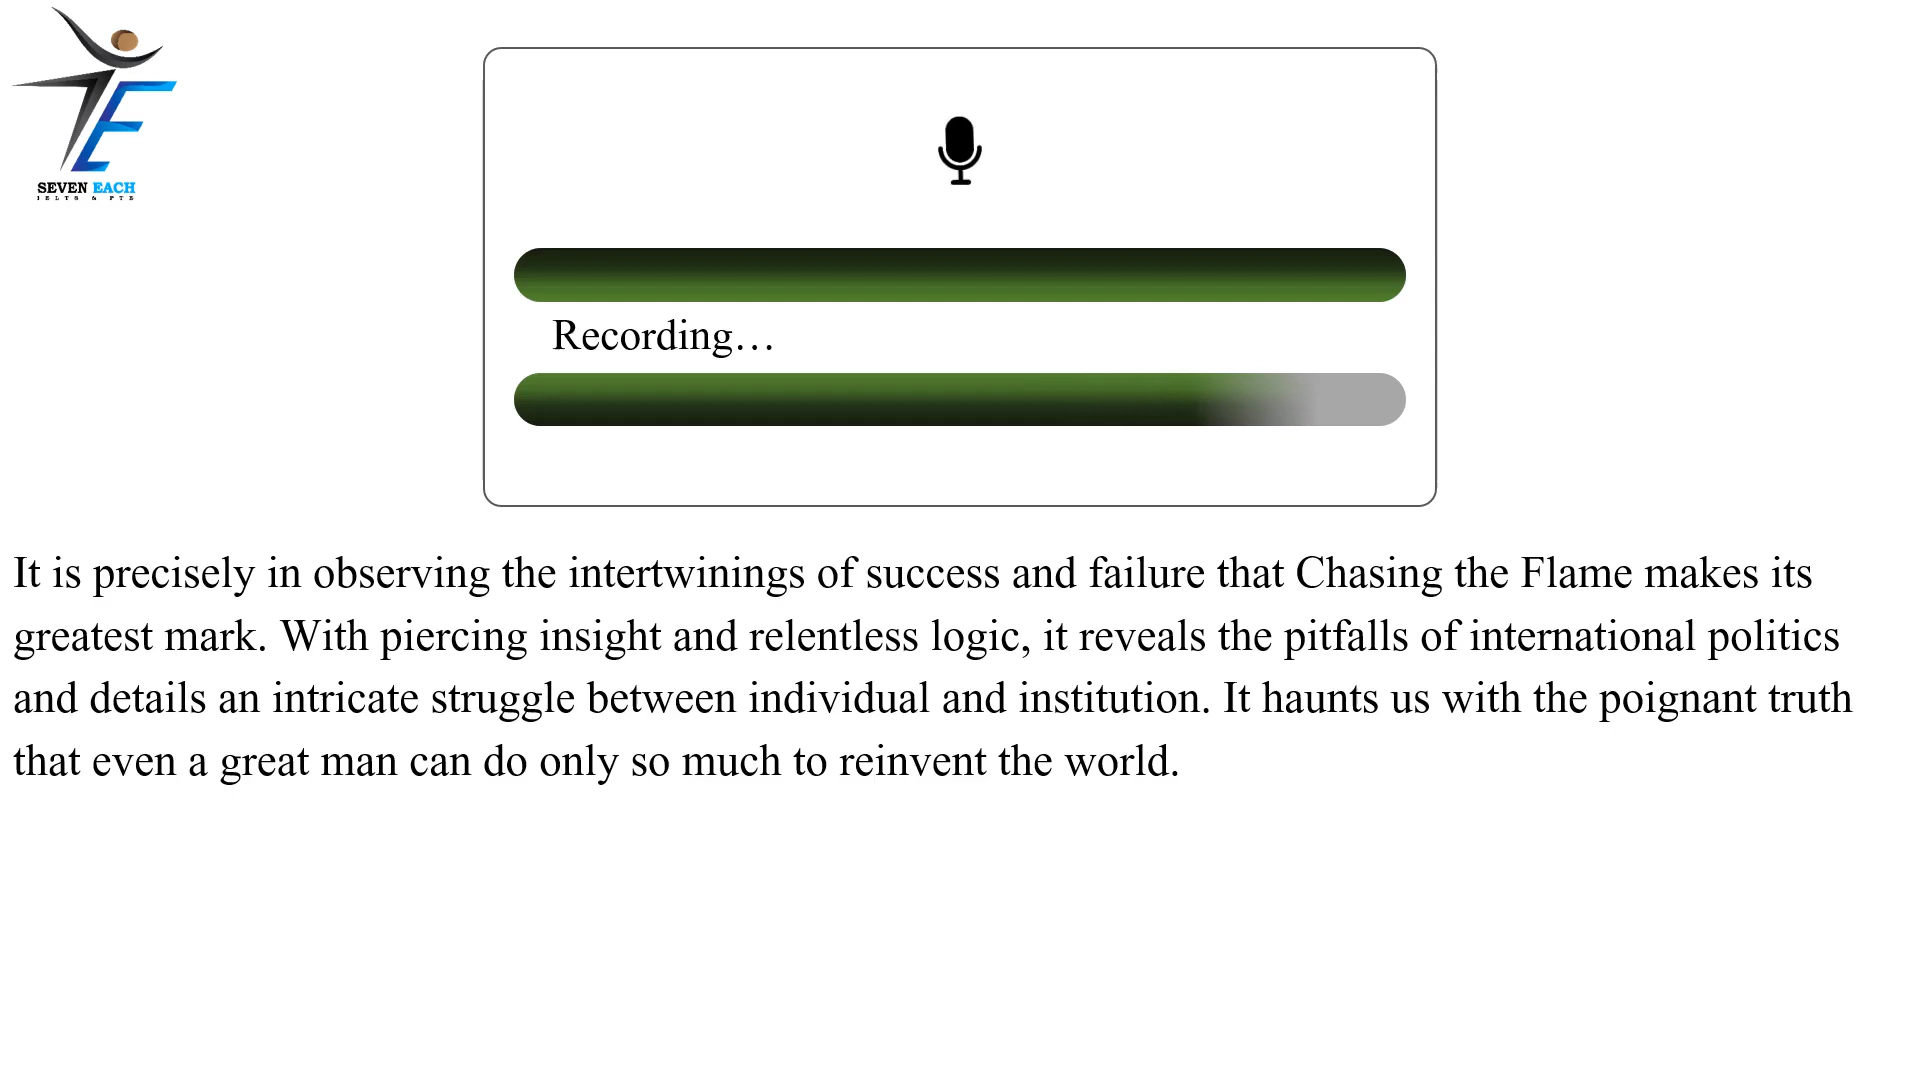 SEVEN EACH
IELTS & PTE
Recording…
It is precisely in observing the intertwinings of success and failure that Chasing the Flame makes its
greatest mark. With piercing insight and relentless logic, it reveals the pitfalls of international politics
and details an intricate struggle between individual and institution. It haunts us with the poignant truth
that even a great man can do only so much to reinvent the world.